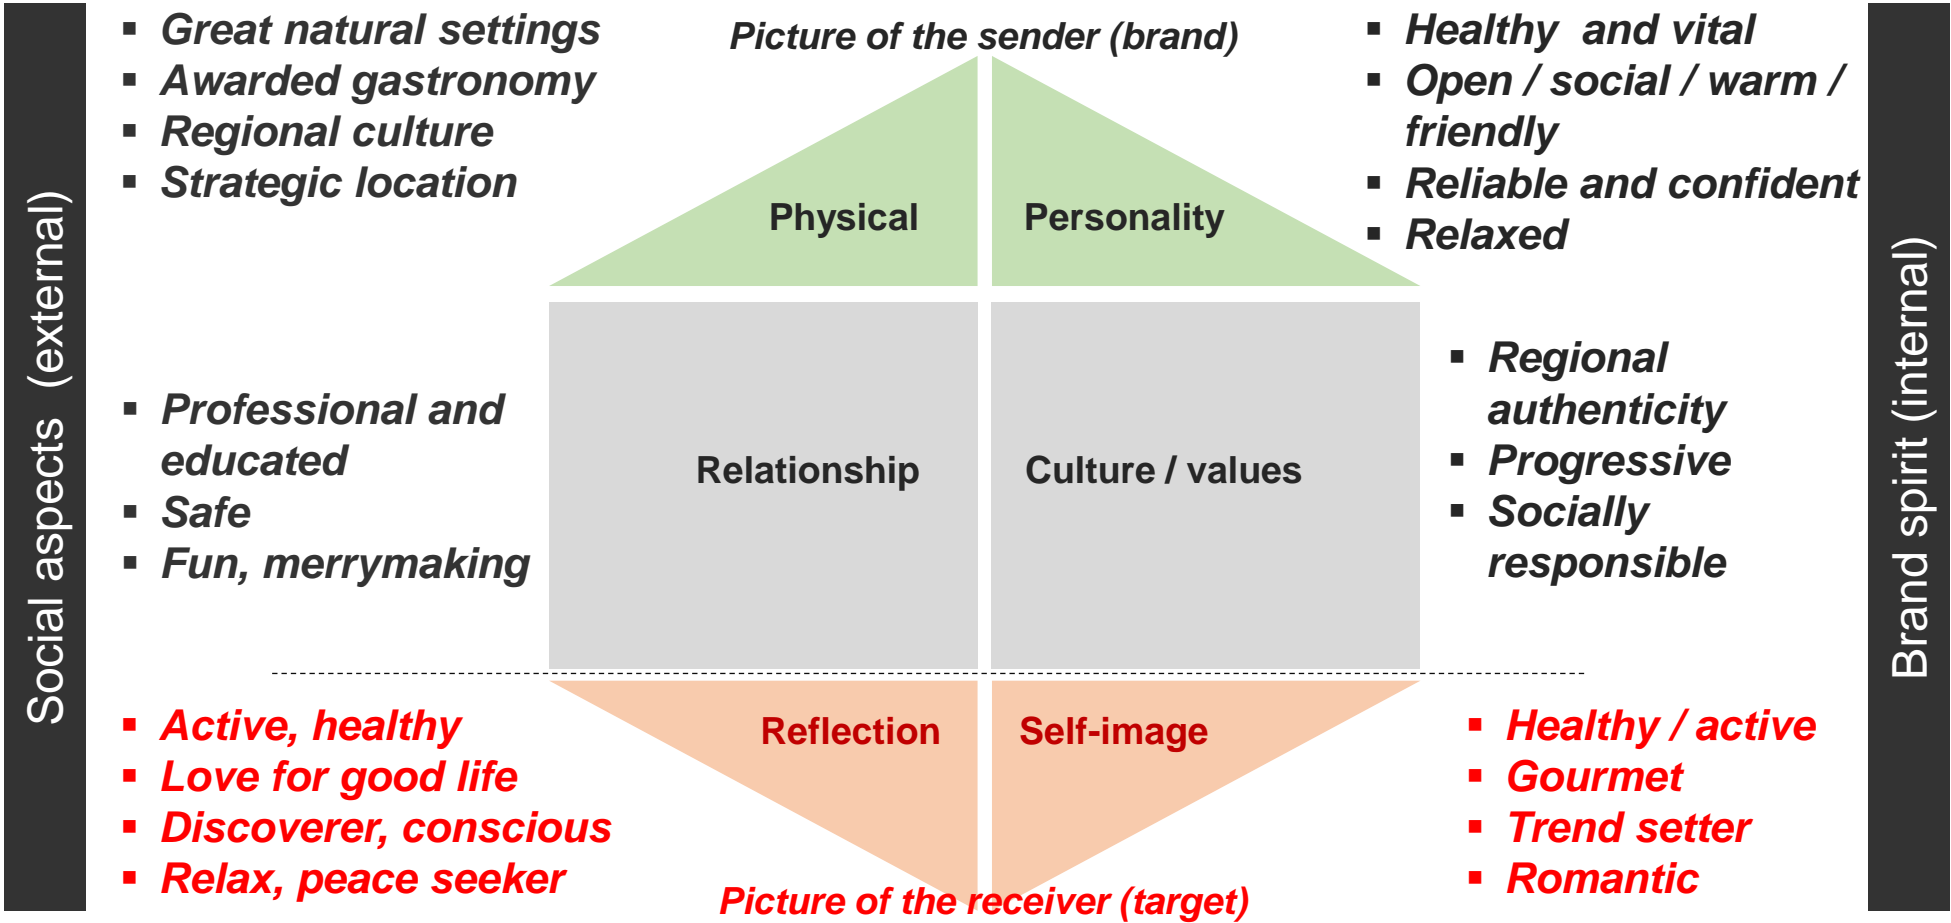 Picture of the sender (brand)
Social aspects  (external)
▪ Great natural settings
▪ Awarded gastronomy
▪ Regional culture
▪ Strategic location
Physical
Personality
▪ Healthy  and vital
▪ Open / social / warm /
friendly
▪ Reliable and confident
▪ Relaxed
Brand spirit (internal)
▪ Professional and
educated
▪ Safe
▪ Fun, merrymaking
Relationship
Culture / values
▪ Regional
authenticity
▪ Progressive
▪ Socially
responsible
▪ Active, healthy
▪ Love for good life
▪ Discoverer, conscious
▪ Relax, peace seeker
Reflection
Self-image
▪ Healthy / active
▪ Gourmet
▪ Trend setter
▪ Romantic
Picture of the receiver (target)